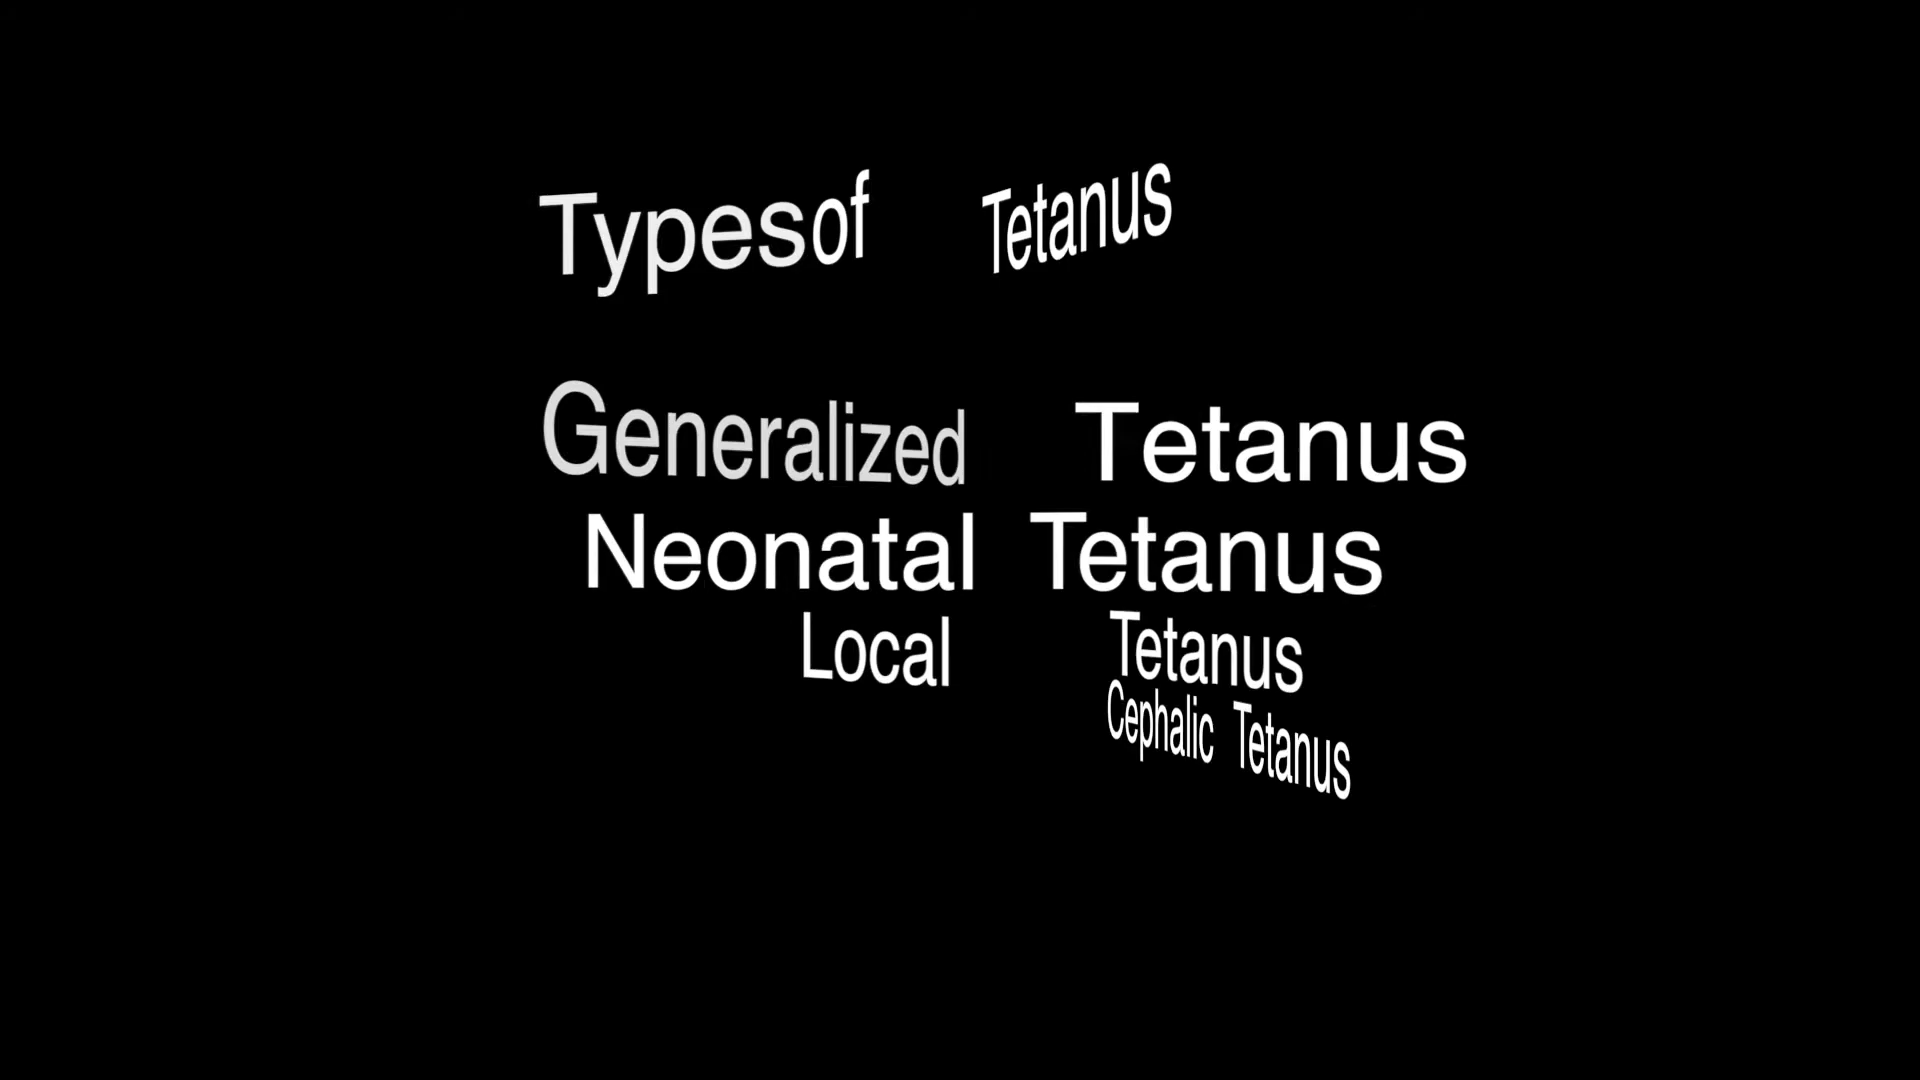 Typesof Tetanus
Generalized Tetanus
Neonatal Tetanus
Local Tetanus
Cephalic Tetanus